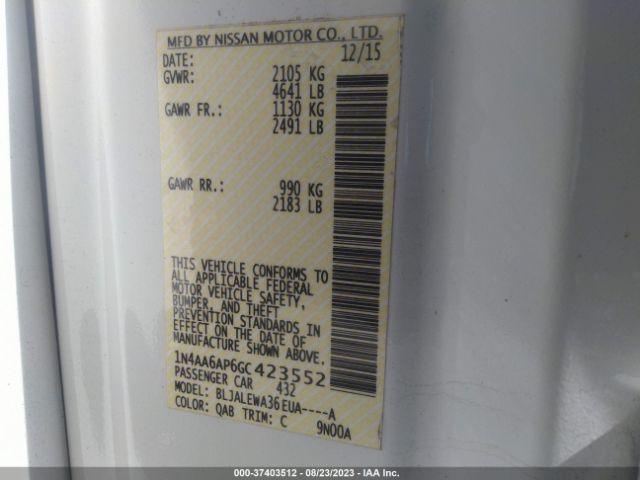 MFD BY NISSAN MOTOR CO., LTD.
DATE: 12/15
GVWR: 2105 KG
4641 LB
GAWR FR.: 1130 KG
2491 LB
GAWR RR.: 990 KG
2183 LB
THIS VEHICLE CONFORMS TO
ALL APPLICABLE FEDERAL
MOTOR VEHICLE SAFETY,
BUMPER, AND THEFT
PREVENTION STANDARDS IN
EFFECT ON THE DATE OF
MANUFACTURE SHOWN ABOVE.
1N4AA6AP6GC423552
PASSENGER CAR 432
MODEL: BLJALEWA36EUA----A
COLOR: QAB TRIM: C 9N00A
000-37403512 - 08/23/2023 - IAA Inc.